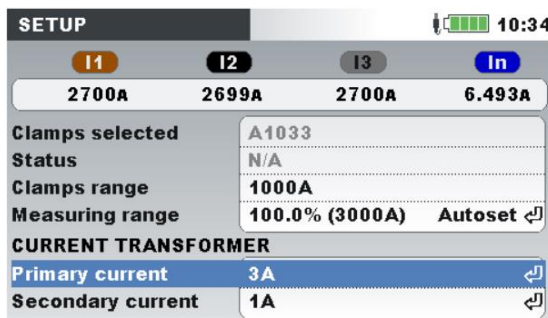 SETUP 10:34
I1 I2 I3 In
2700A 2699A 2700A 6.493A
Clamps selected A1033
Status N/A
Clamps range 1000A
Measuring range 100.0% (3000A) Autoset
CURRENT TRANSFORMER
Primary current 3A
Secondary current 1A